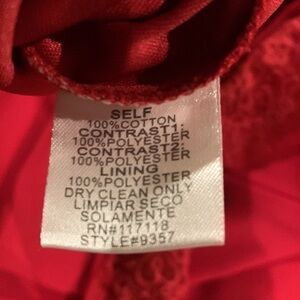 SELF
100%COTTON
CONTRAST1:
100%POLYESTER
CONTRAST2:
100%POLYESTER
LINING
100%POLYESTER
DRY CLEAN ONLY
LIMPIAR SECO
SOLAMENTE
RN#117118
STYLE#9357